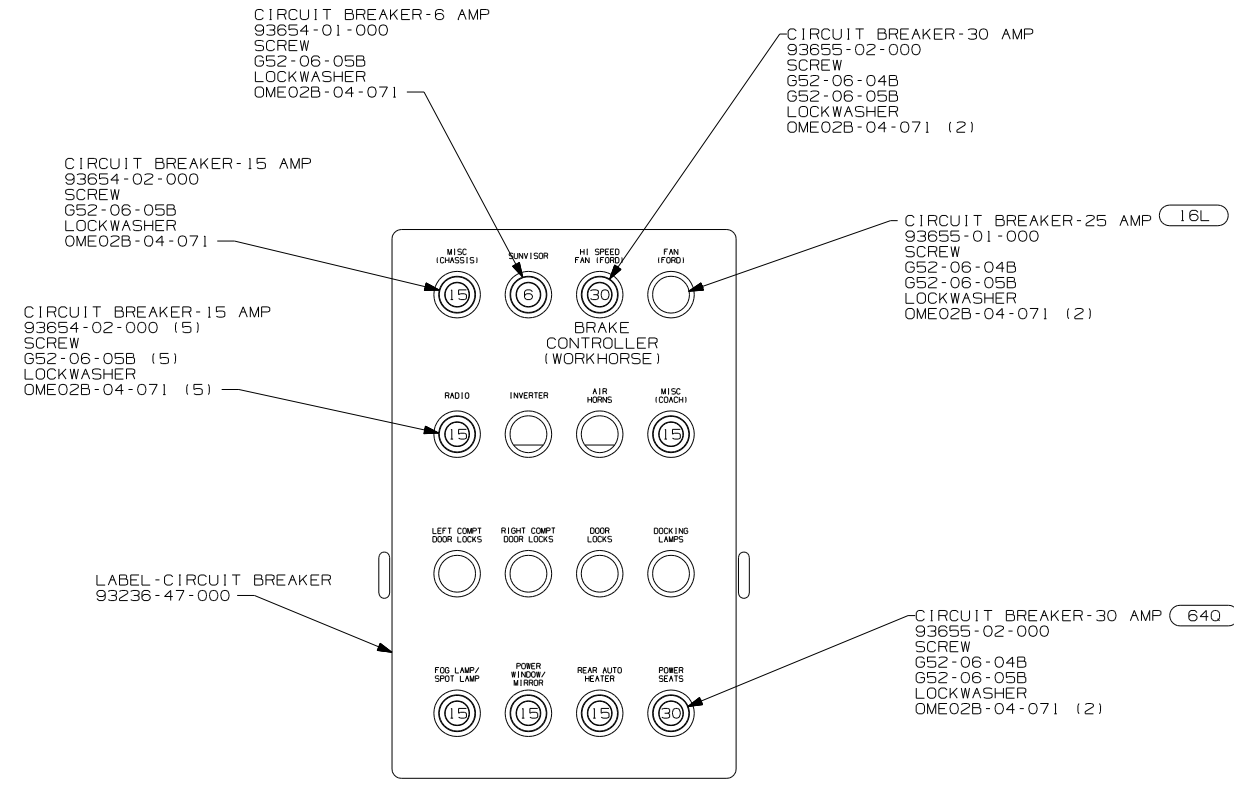 CIRCUIT BREAKER-6 AMP
93654-01-000
SCREW
G52-06-05B
LOCKWASHER
OME02B-04-071
CIRCUIT BREAKER-30 AMP
93655-02-000
SCREW
G52-06-04B
G52-06-05B
LOCKWASHER
OME02B-04-071 (2)
CIRCUIT BREAKER-15 AMP
93654-02-000
SCREW
G52-06-05B
LOCKWASHER
OME02B-04-071
CIRCUIT BREAKER-25 AMP 16L
93655-01-000
SCREW
G52-06-04B
G52-06-05B
LOCKWASHER
OME02B-04-071 (2)
CIRCUIT BREAKER-15 AMP
93654-02-000 (5)
SCREW
G52-06-05B (5)
LOCKWASHER
OME02B-04-071 (5)
LABEL-CIRCUIT BREAKER
93236-47-000
MISC
(CHASSIS)
SUNVISOR
HI SPEED
FAN (FORD)
FAN
(FORD)
15
6
30
BRAKE
CONTROLLER
(WORKHORSE)
RADIO
INVERTER
AIR
HORNS
MISC
(COACH)
15
15
LEFT COMPT
DOOR LOCKS
RIGHT COMPT
DOOR LOCKS
DOOR
LOCKS
DOCKING
LAMPS
FOG LAMP/
SPOT LAMP
POWER
WINDOW/
MIRROR
REAR AUTO
HEATER
POWER
SEATS
15
15
15
30
CIRCUIT BREAKER-30 AMP 64Q
93655-02-000
SCREW
G52-06-04B
G52-06-05B
LOCKWASHER
OME02B-04-071 (2)